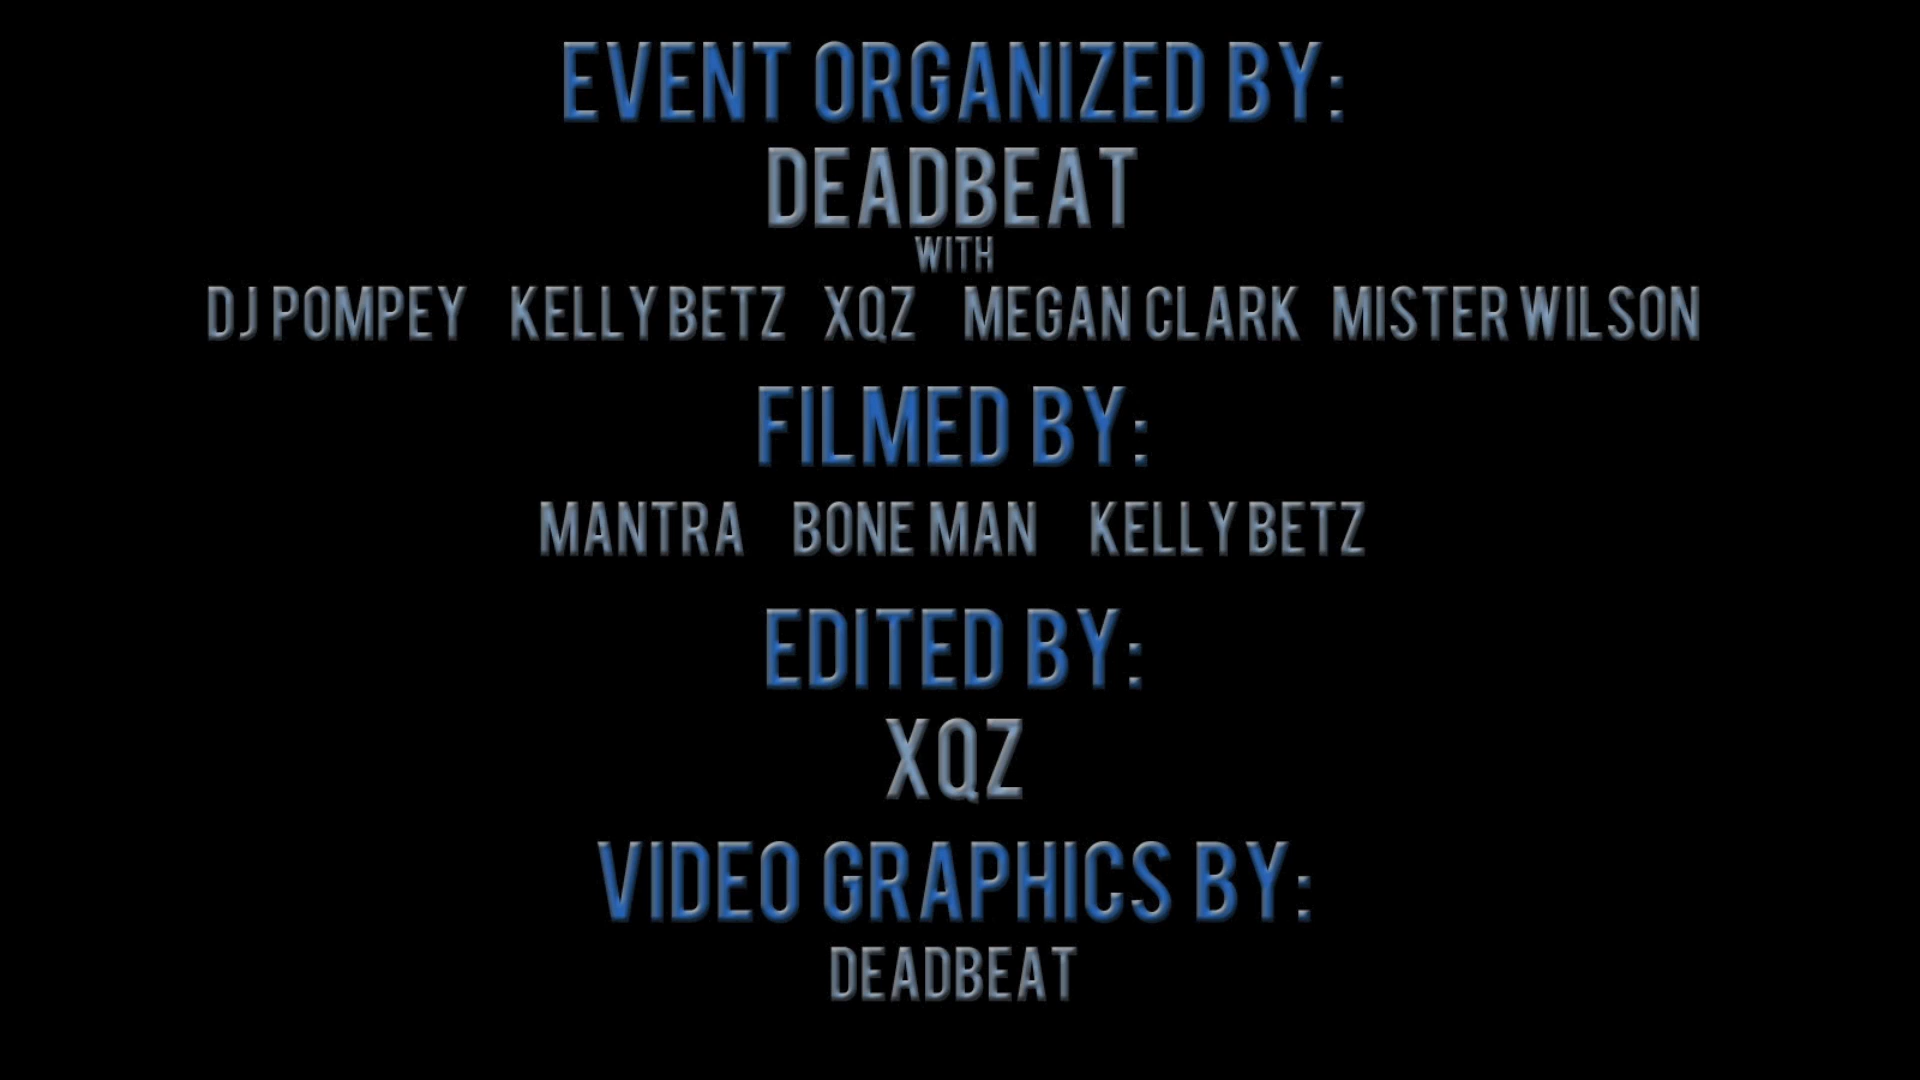 EVENT ORGANIZED BY:
DEADBEAT
WITH
DJ POMPEY KELLY BETZ XQZ MEGAN CLARK MISTER WILSON
FILMED BY:
MANTRA BONE MAN KELLY BETZ
EDITED BY:
XQZ
VIDEO GRAPHICS BY:
DEADBEAT